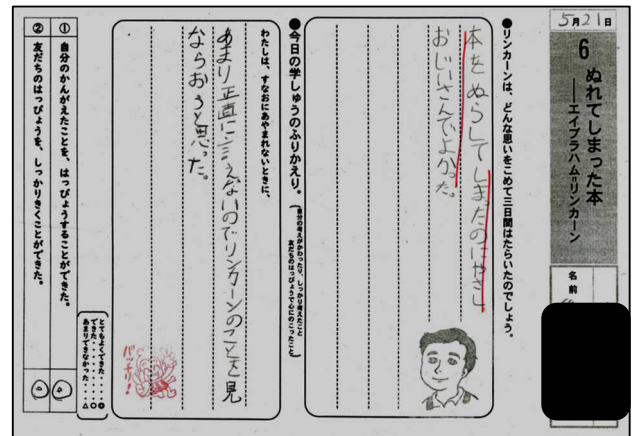 5月21日
6 ぬれてしまった本
――エイブラハム=リンカーン
名前
●リンカーンは、どんな思いをこめて三日間はたらいたのでしょう。
本をぬらしてしまったのにやさしい
おじいさんでよかった。
●今日の学しゅうのふりかえり。
(自分の考えがかわったり、しっかり考えたこと
友だちのはっぴょうで心にのこったこと)
わたしは、すなおにあやまれないときに、
あまり正直に言えないのでリンカーンのことを見
ならおうと思った。
バッチリ!
とてもよくできた・・・◎
できた・・・・・・・○
あまりできなかった・・△
① 自分のかんがえたことを、はっぴょうすることができた。
◎
② 友だちのはっぴょうを、しっかりきくことができた。
◎